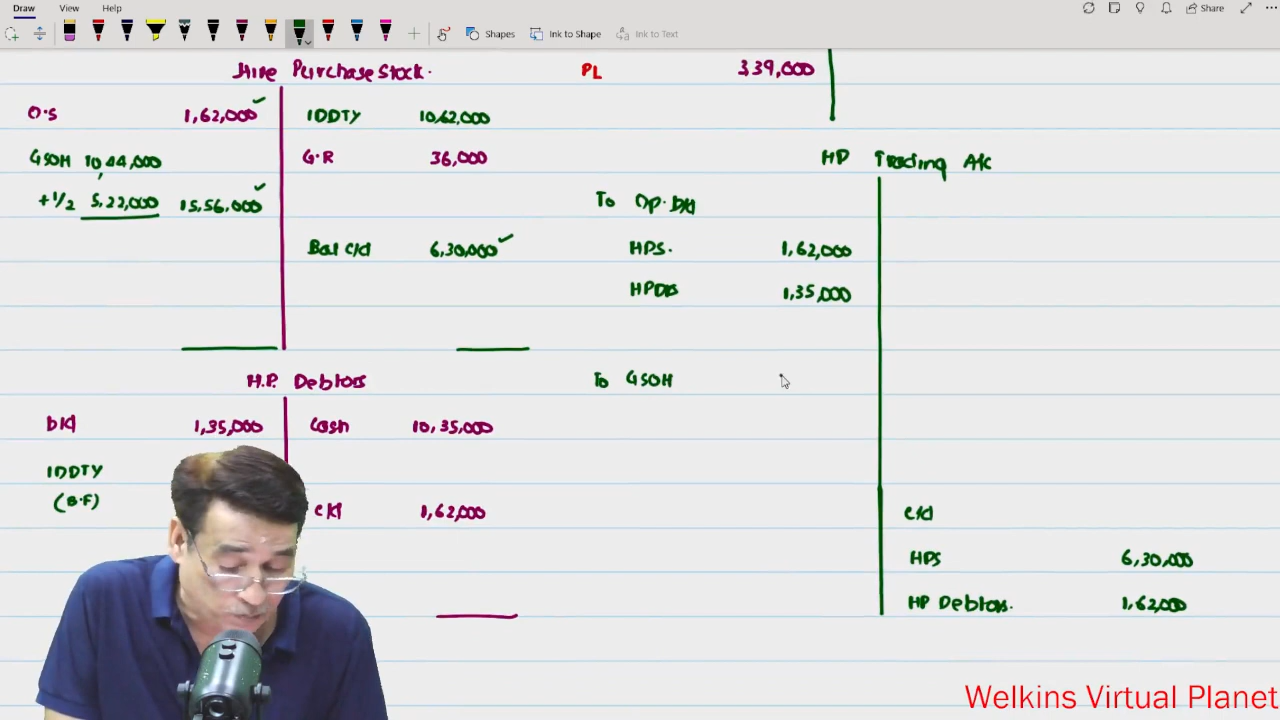 Draw View Help
Shapes Ink to Shape Ink to Text Share
Hire Purchase Stock. PL 339,000
O.S 1,62,000 IDDTY 10,62,000
GSOH 10,44,000 G.R 36,000 HP Trading A/c
+1/2 5,22,000 15,56,000 To Op. b/d
Bal c/d 6,30,000 HPS. 1,62,000
HPDrs 1,35,000
H.P. Debtors To GSOH
b/d 1,35,000 Cash 10,35,000
IDDTY
(B.F) c/d 1,62,000 c/d
HPS 6,30,000
HP Debtors. 1,62,000
Welkins Virtual Planet